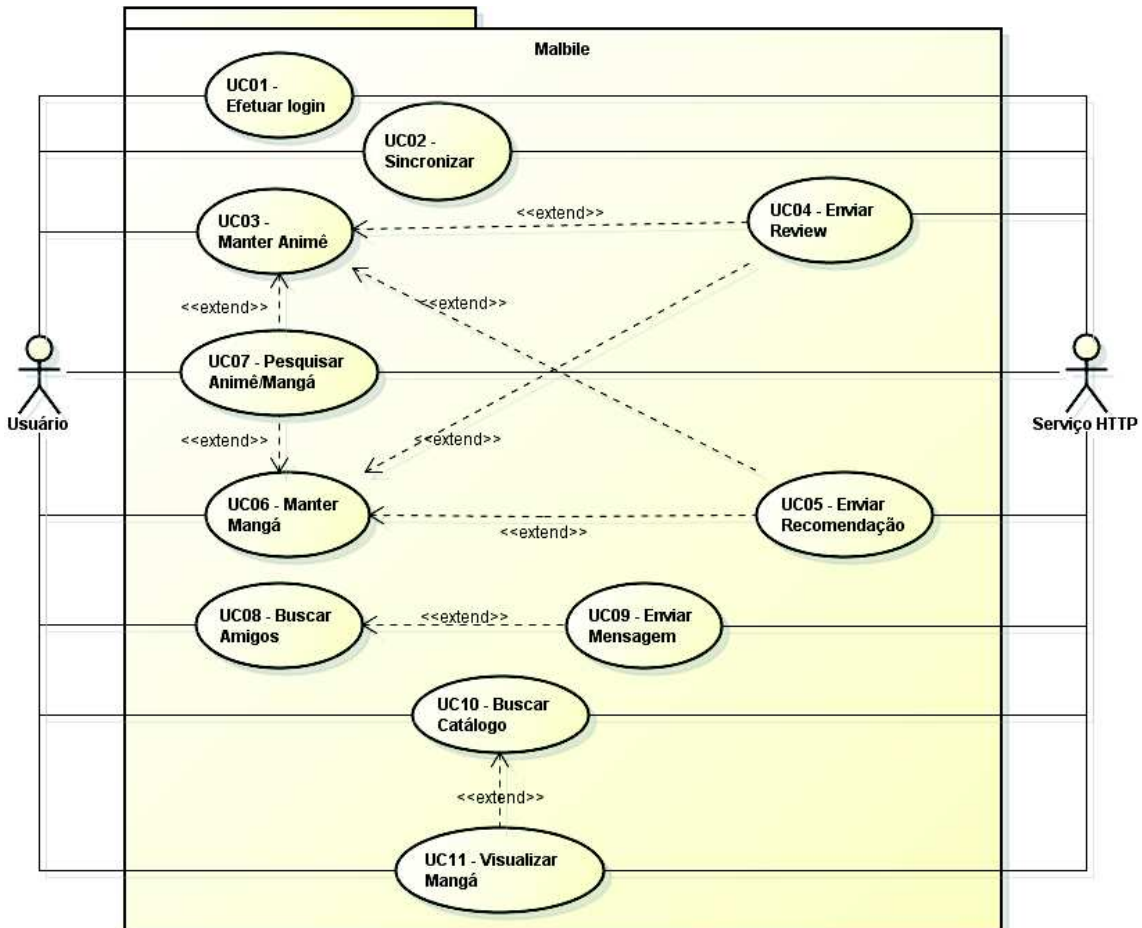 Malbile
UC01 -
Efetuar login
UC02 -
Sincronizar
UC03 -
Manter Animê
<<extend>>
UC04 - Enviar
Review
<<extend>>
<<extend>>
UC07 - Pesquisar
Animê/Mangá
Usuário
Serviço HTTP
<<extend>>
<<extend>>
UC06 - Manter
Mangá
<<extend>>
UC05 - Enviar
Recomendação
UC08 - Buscar
Amigos
<<extend>>
UC09 - Enviar
Mensagem
UC10 - Buscar
Catálogo
<<extend>>
UC11 - Visualizar
Mangá